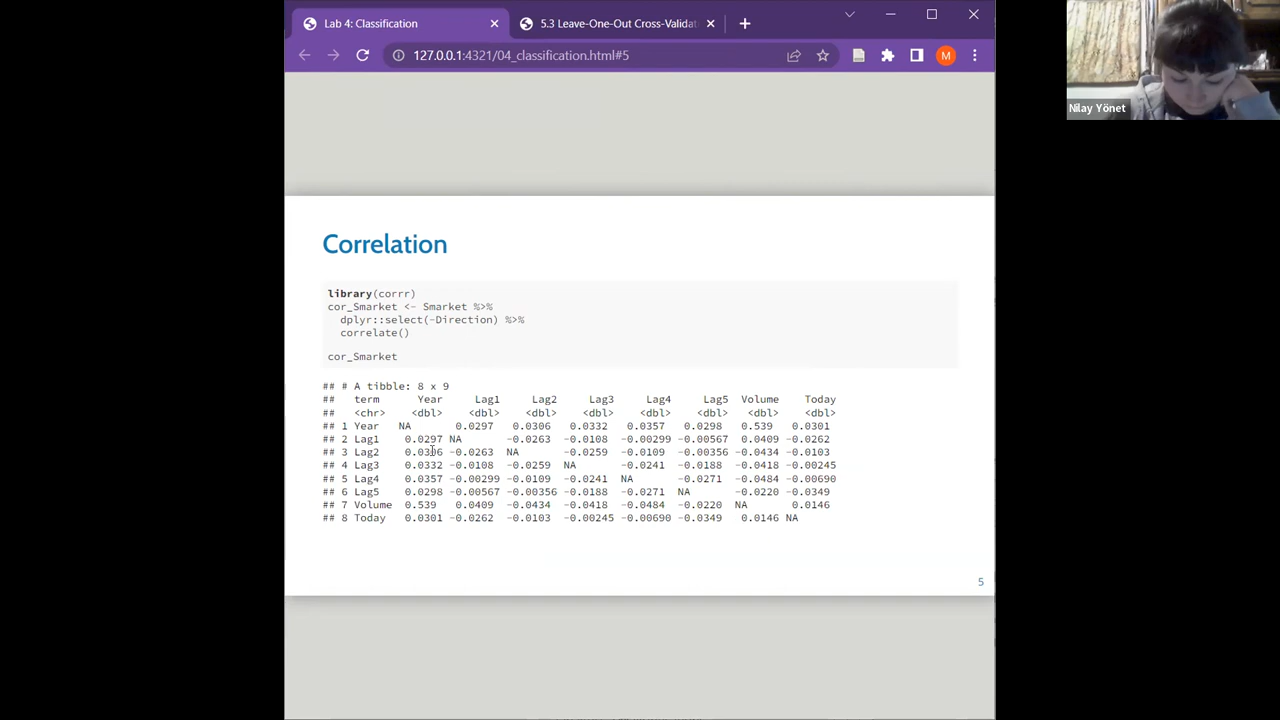 Lab 4: Classification
5.3 Leave-One-Out Cross-Validat
127.0.0.1:4321/04_classification.html#5
M
Nilay Yönet
Correlation
library(corrr)
cor_Smarket <- Smarket %>%
  dplyr::select(-Direction) %>%
  correlate()
cor_Smarket
## # A tibble: 8 x 9
##   term     Year     Lag1     Lag2     Lag3     Lag4     Lag5  Volume    Today
##   <chr>   <dbl>    <dbl>    <dbl>    <dbl>    <dbl>    <dbl>   <dbl>    <dbl>
## 1 Year   NA       0.0297   0.0306   0.0332   0.0357   0.0298   0.539   0.0301
## 2 Lag1    0.0297 NA       -0.0263  -0.0108  -0.00299 -0.00567  0.0409 -0.0262
## 3 Lag2    0.0306 -0.0263  NA       -0.0259  -0.0109  -0.00356 -0.0434 -0.0103
## 4 Lag3    0.0332 -0.0108  -0.0259  NA       -0.0241  -0.0188  -0.0418 -0.00245
## 5 Lag4    0.0357 -0.00299 -0.0109  -0.0241  NA       -0.0271  -0.0484 -0.00690
## 6 Lag5    0.0298 -0.00567 -0.00356 -0.0188  -0.0271  NA       -0.0220 -0.0349
## 7 Volume  0.539   0.0409  -0.0434  -0.0418  -0.0484  -0.0220  NA       0.0146
## 8 Today   0.0301 -0.0262  -0.0103  -0.00245 -0.00690 -0.0349   0.0146 NA
5